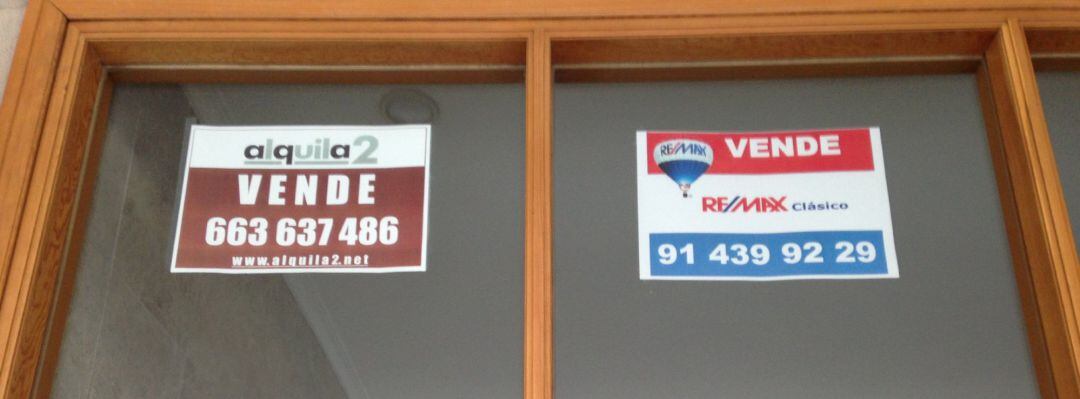 alquila2
VENDE
663 637 486
www.alquila2.net
RE/MAX
VENDE
RE/MAX Clásico
91 439 92 29